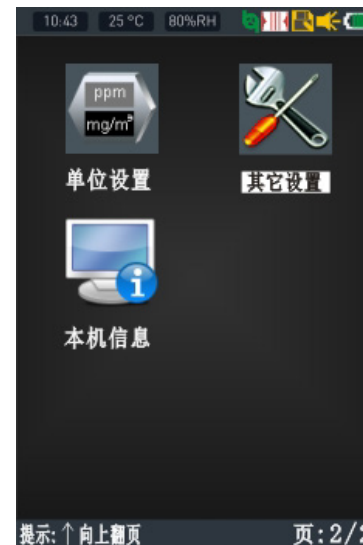 10:43 25 ºC 80%RH
ppm
mg/m³
单位设置
其它设置
i
本机信息
提示:↑向上翻页
页:2/2